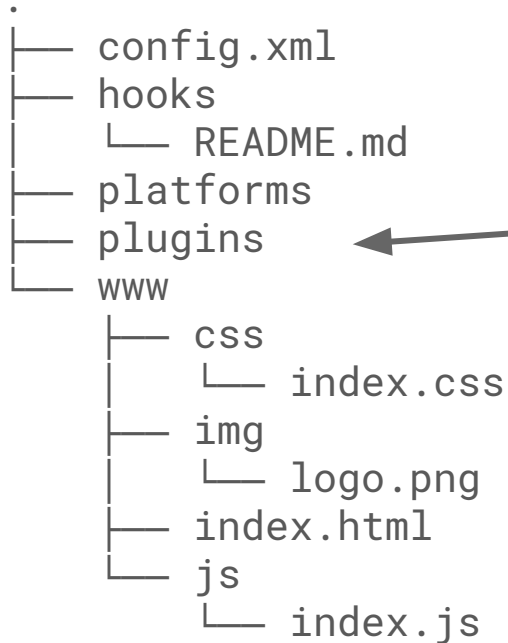 .
├── config.xml
├── hooks
│   └── README.md
├── platforms
├── plugins
└── www
    ├── css
    │   └── index.css
    ├── img
    │   └── logo.png
    ├── index.html
    └── js
        └── index.js